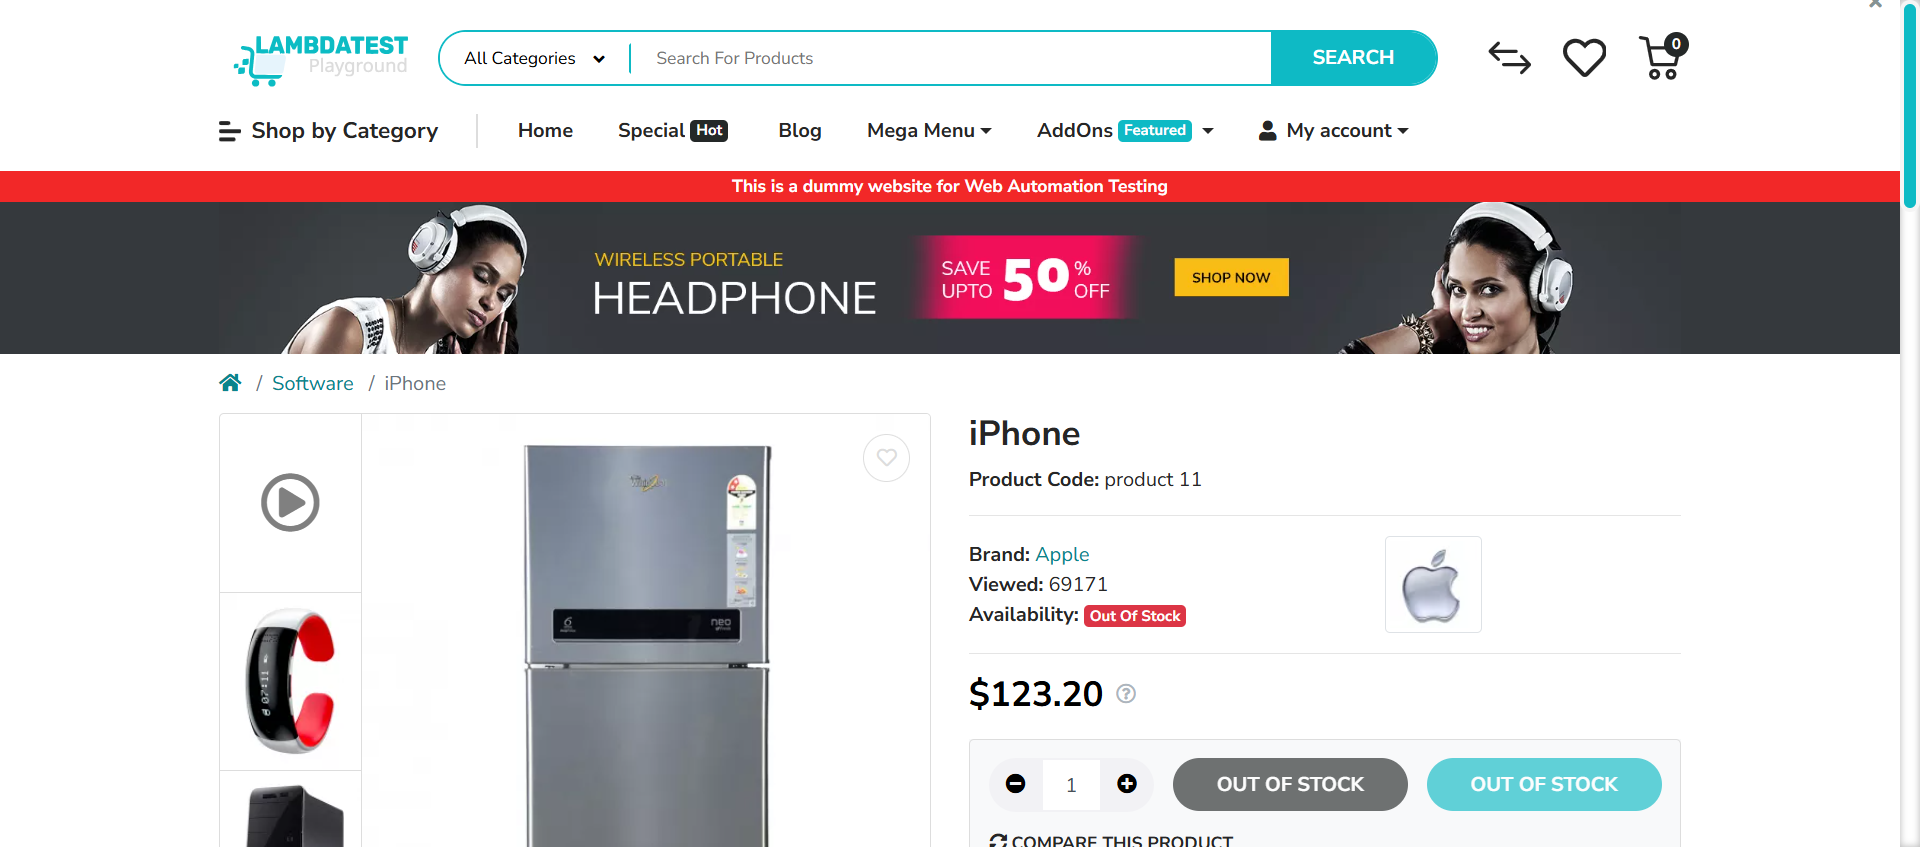 LAMBDATEST
Playground
All Categories
Search For Products
SEARCH
0
Shop by Category
Home
Special Hot
Blog
Mega Menu
AddOns Featured
My account
This is a dummy website for Web Automation Testing
WIRELESS PORTABLE
HEADPHONE
SAVE UPTO 50% OFF
SHOP NOW
/ Software / iPhone
iPhone
Product Code: product 11
Brand: Apple
Viewed: 69171
Availability: Out Of Stock
$123.20
neo
07:11
1
OUT OF STOCK
OUT OF STOCK
COMPARE THIS PRODUCT